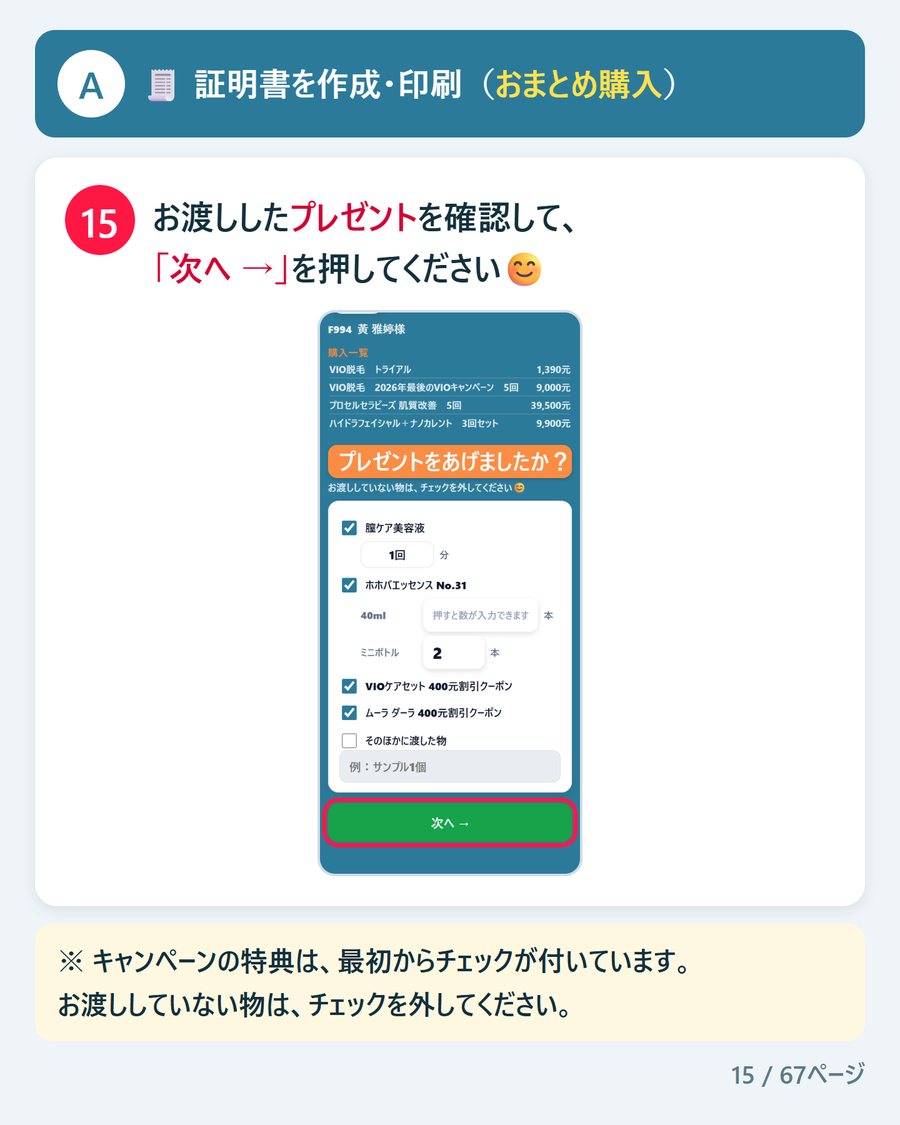 A 証明書を作成・印刷（おまとめ購入）
15 お渡ししたプレゼントを確認して、
「次へ →」を押してください
F994 黃 雅婷様
購入一覧
VIO脱毛 トライアル 1,390元
VIO脱毛 2026年最後のVIOキャンペーン 5回 9,000元
プロセルセラピーズ 肌質改善 5回 39,500元
ハイドラフェイシャル＋ナノカレント 3回セット 9,900元
プレゼントをあげましたか？
お渡ししていない物は、チェックを外してください
膣ケア美容液
1回 分
ホホバエッセンス No.31
40ml 押すと数が入力できます 本
ミニボトル 2 本
VIOケアセット 400元割引クーポン
ムーラ ダーラ 400元割引クーポン
そのほかに渡した物
例：サンプル1個
次へ →
※ キャンペーンの特典は、最初からチェックが付いています。
お渡ししていない物は、チェックを外してください。
15 / 67ページ